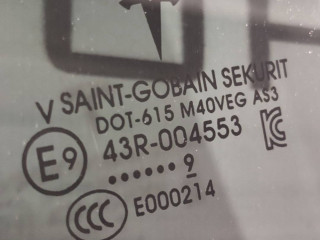 V SAINT-GOBAIN SEKURIT
DOT-615 M40VEG AS3
E9 43R-004553
•••••• 9
CCC E000214